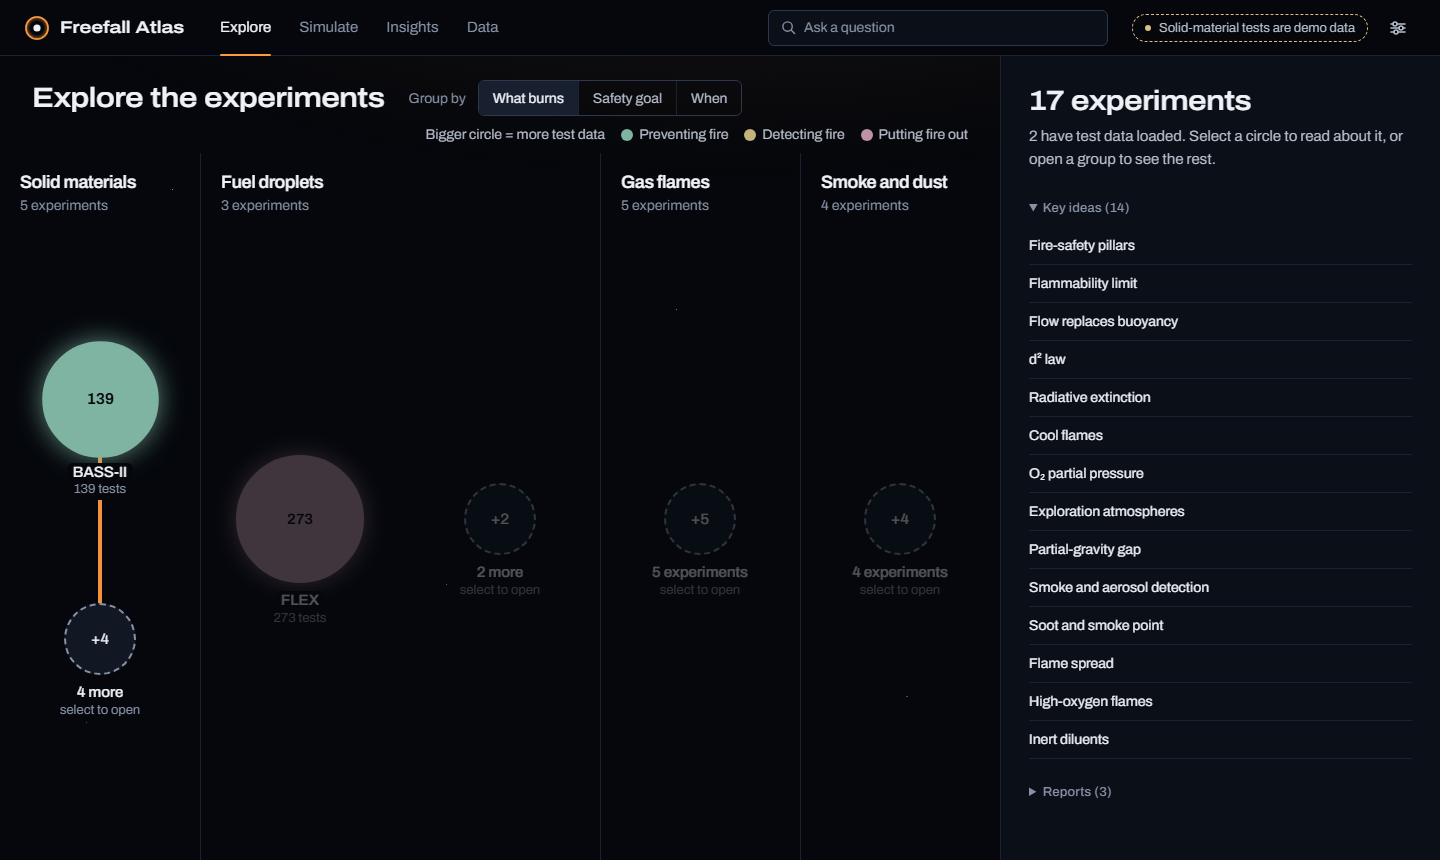 Freefall Atlas
Explore
Simulate
Insights
Data
Ask a question
Solid-material tests are demo data
Explore the experiments
Group by
What burns
Safety goal
When
Bigger circle = more test data
Preventing fire
Detecting fire
Putting fire out
Solid materials
5 experiments
Fuel droplets
3 experiments
Gas flames
5 experiments
Smoke and dust
4 experiments
139
BASS-II
139 tests
+4
4 more
select to open
273
FLEX
273 tests
+2
2 more
select to open
+5
5 experiments
select to open
+4
4 experiments
select to open
17 experiments
2 have test data loaded. Select a circle to read about it, or
open a group to see the rest.
Key ideas (14)
Fire-safety pillars
Flammability limit
Flow replaces buoyancy
d² law
Radiative extinction
Cool flames
O₂ partial pressure
Exploration atmospheres
Partial-gravity gap
Smoke and aerosol detection
Soot and smoke point
Flame spread
High-oxygen flames
Inert diluents
Reports (3)